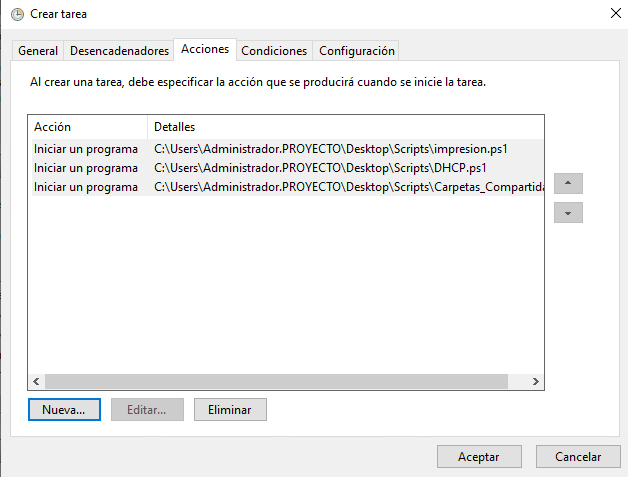 Crear tarea
General Desencadenadores Acciones Condiciones Configuración
Al crear una tarea, debe especificar la acción que se producirá cuando se inicie la tarea.
Acción Detalles
Iniciar un programa C:\Users\Administrador.PROYECTO\Desktop\Scripts\impresion.ps1
Iniciar un programa C:\Users\Administrador.PROYECTO\Desktop\Scripts\DHCP.ps1
Iniciar un programa C:\Users\Administrador.PROYECTO\Desktop\Scripts\Carpetas_Compartida
Nueva... Editar... Eliminar
Aceptar Cancelar